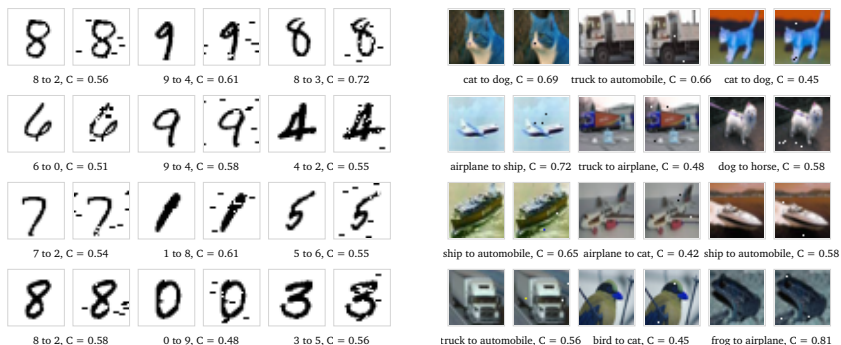 8 to 2, C = 0.56 9 to 4, C = 0.61 8 to 3, C = 0.72 cat to dog, C = 0.69 truck to automobile, C = 0.66 cat to dog, C = 0.45
6 to 0, C = 0.51 9 to 4, C = 0.58 4 to 2, C = 0.55 airplane to ship, C = 0.72 truck to airplane, C = 0.48 dog to horse, C = 0.58
7 to 2, C = 0.54 1 to 8, C = 0.61 5 to 6, C = 0.55 ship to automobile, C = 0.65 airplane to cat, C = 0.42 ship to automobile, C = 0.58
8 to 2, C = 0.58 0 to 9, C = 0.48 3 to 5, C = 0.56 truck to automobile, C = 0.56 bird to cat, C = 0.45 frog to airplane, C = 0.81